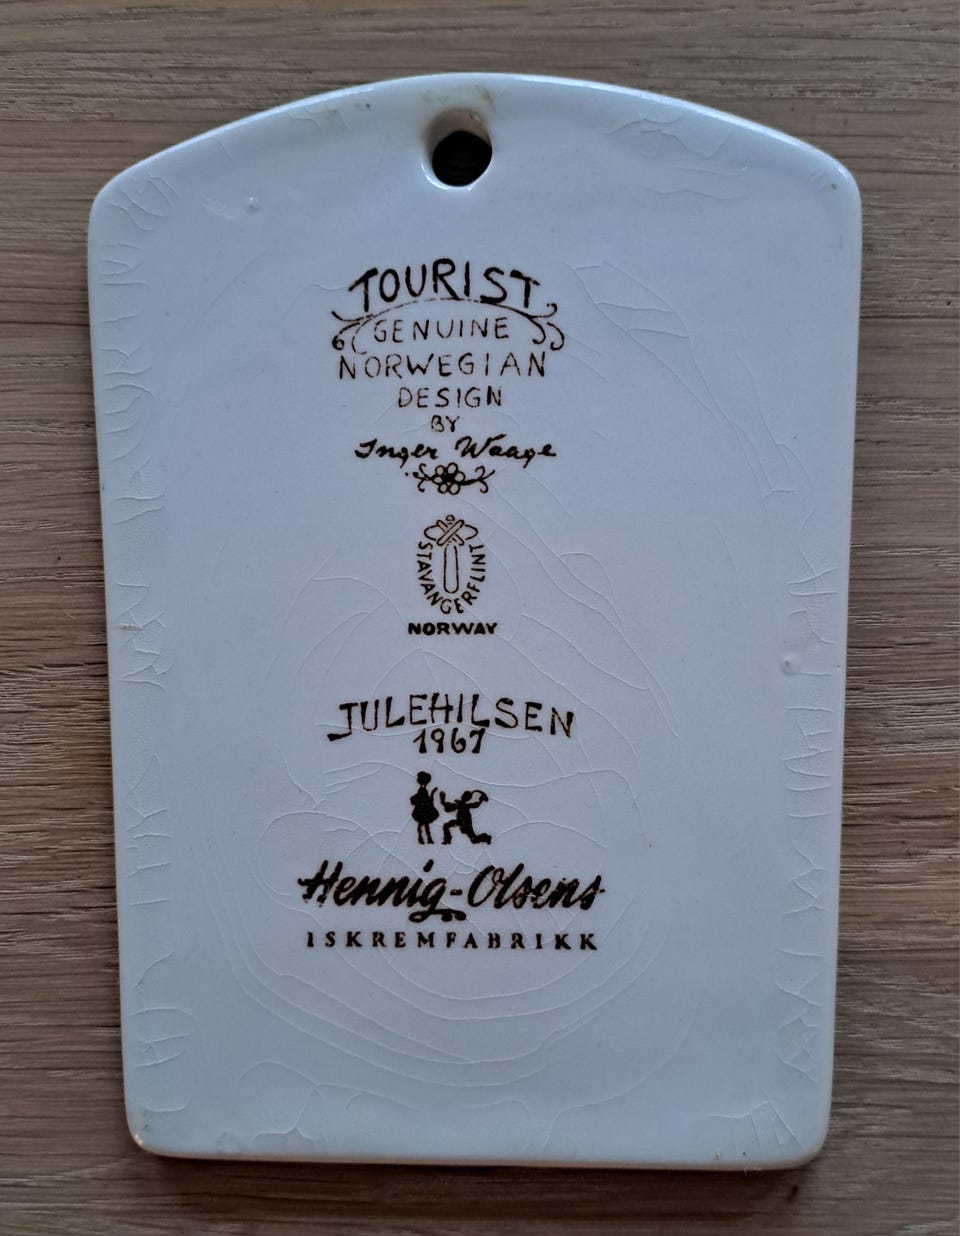 TOURIST
GENUINE
NORWEGIAN
DESIGN
BY
Inger Waage
STAVANGERFLINT
NORWAY
JULEHILSEN
1967
Hennig-Olsens
ISKREMFABRIKK